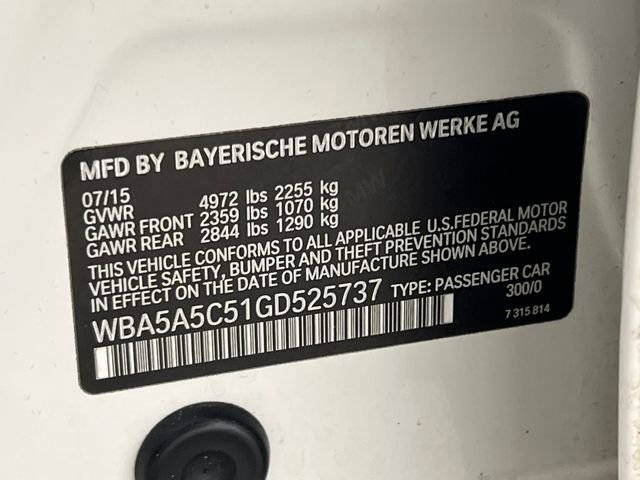 MFD BY BAYERISCHE MOTOREN WERKE AG
07/15
GVWR 4972 lbs 2255 kg
GAWR FRONT 2359 lbs 1070 kg
GAWR REAR 2844 lbs 1290 kg
THIS VEHICLE CONFORMS TO ALL APPLICABLE U.S.FEDERAL MOTOR
VEHICLE SAFETY, BUMPER AND THEFT PREVENTION STANDARDS
IN EFFECT ON THE DATE OF MANUFACTURE SHOWN ABOVE.
WBA5A5C51GD525737 TYPE: PASSENGER CAR
300/0
7 315 814